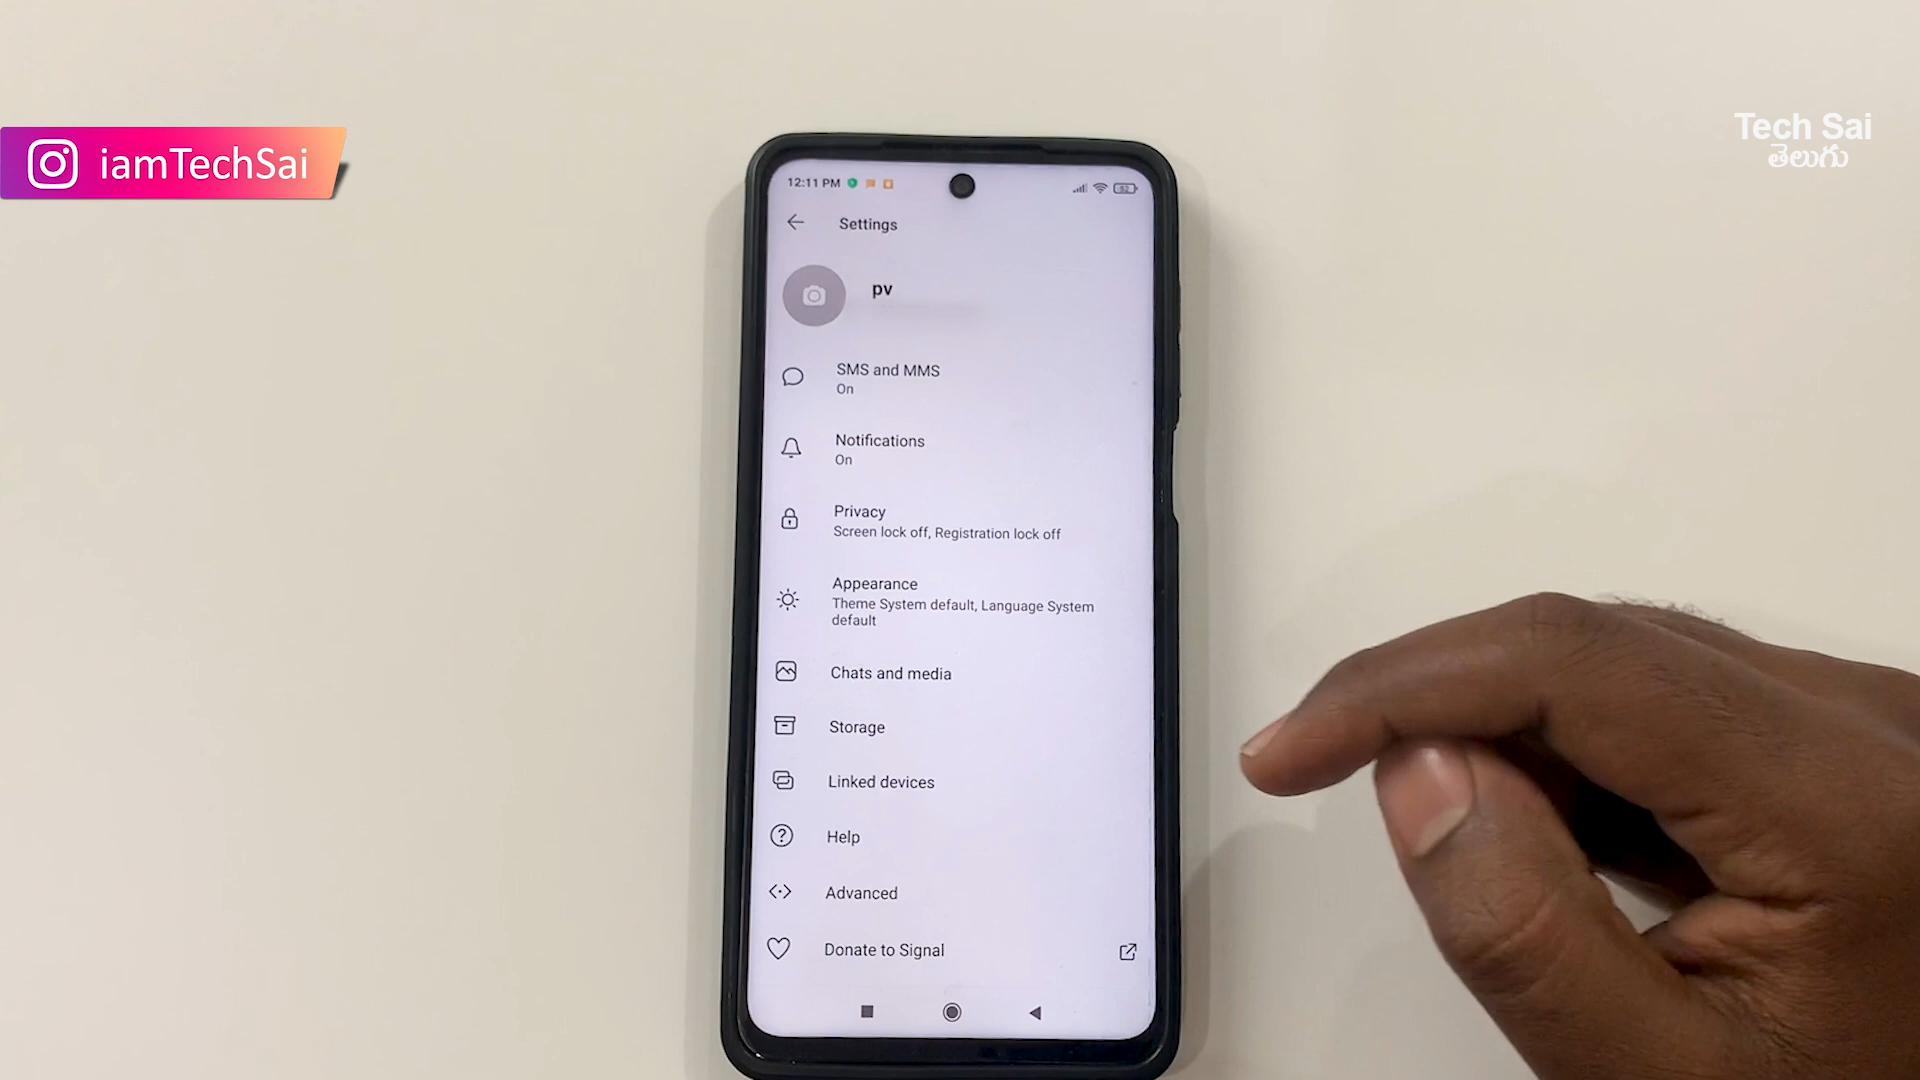 iamTechSai
Tech Sai
తెలుగు
12:11 PM
52
Settings
pv
SMS and MMS
On
Notifications
On
Privacy
Screen lock off, Registration lock off
Appearance
Theme System default, Language System
default
Chats and media
Storage
Linked devices
Help
Advanced
Donate to Signal